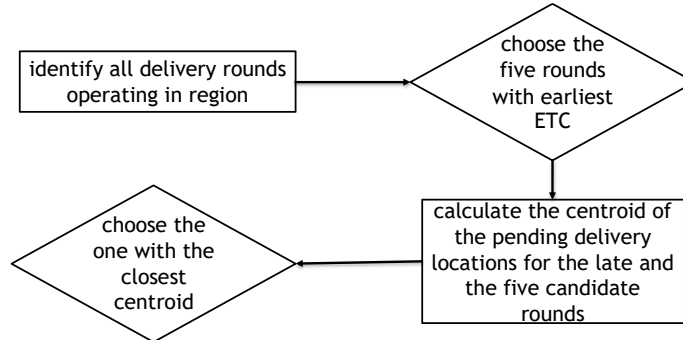 identify all delivery rounds
operating in region
choose the
five rounds
with earliest
ETC
calculate the centroid of
the pending delivery
locations for the late and
the five candidate
rounds
choose the
one with the
closest
centroid